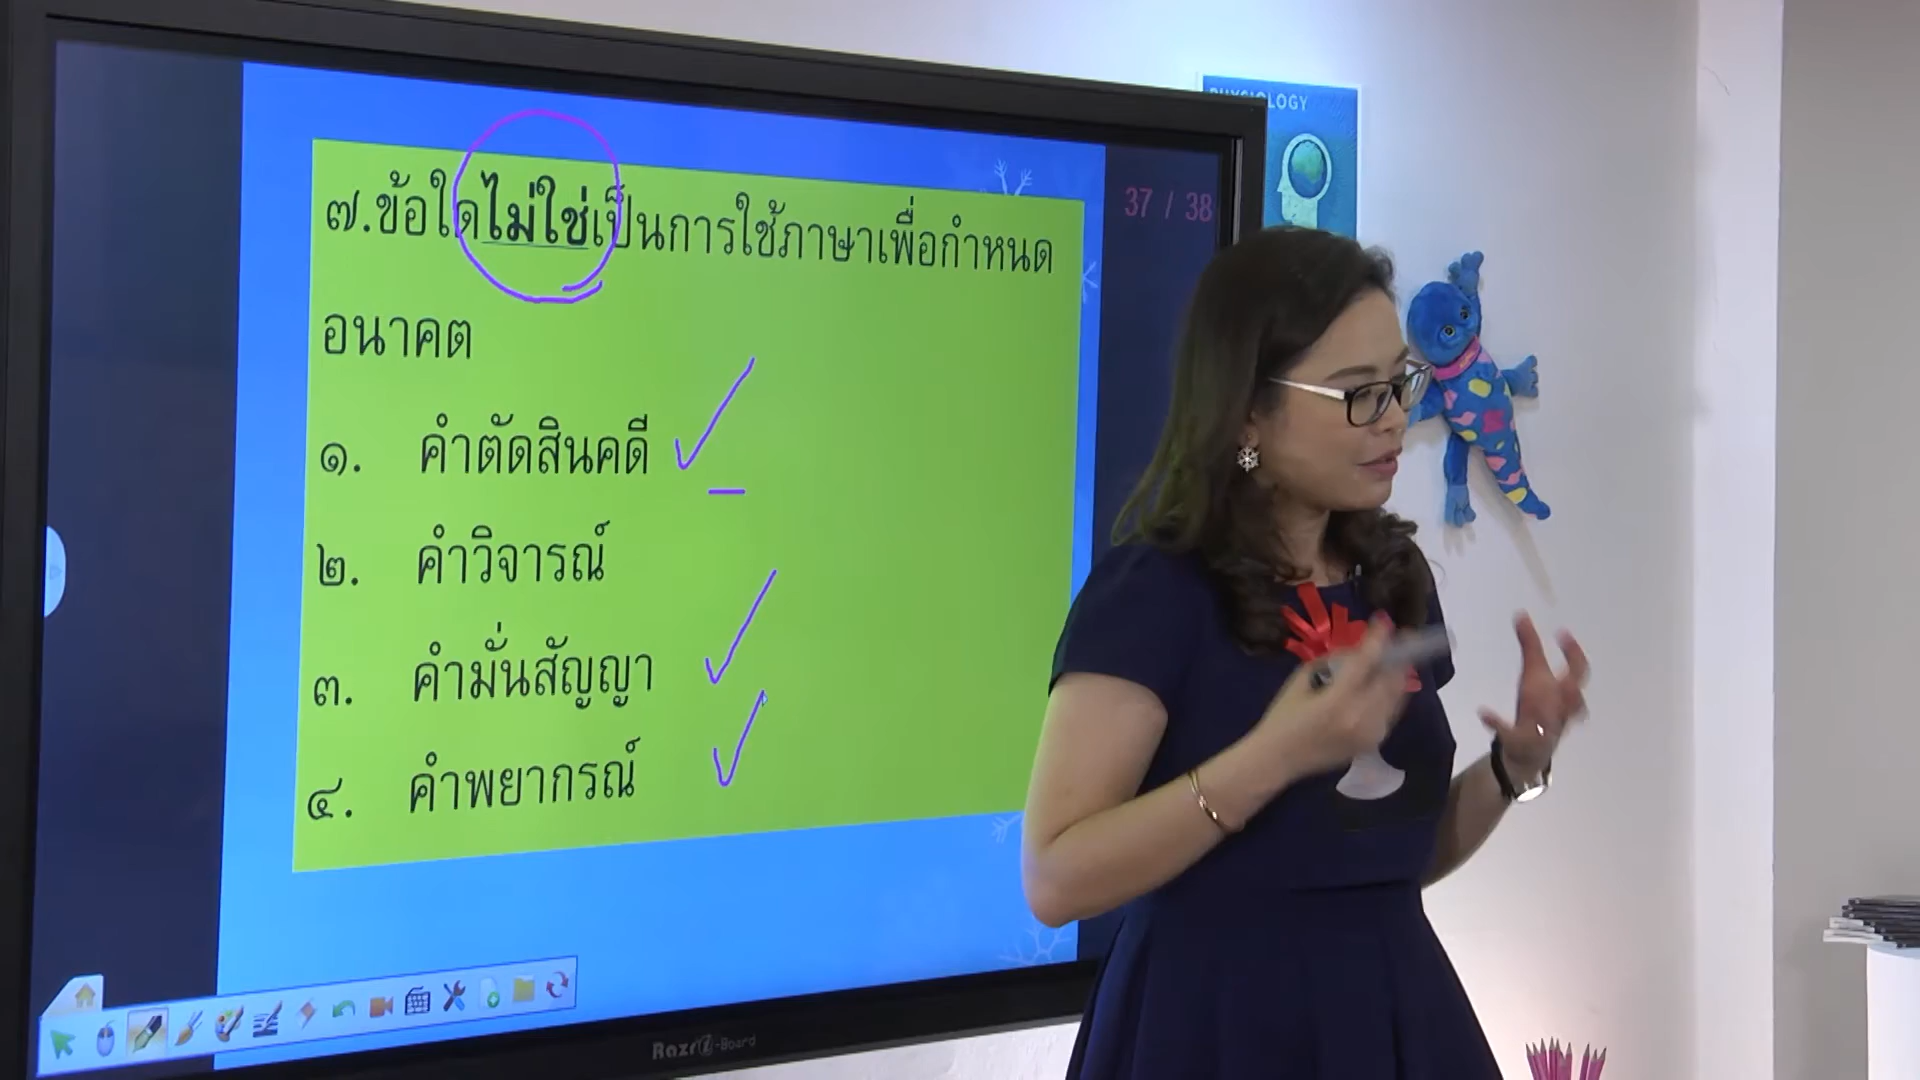 PHYSIOLOGY
37 / 38
๗.ข้อใดไม่ใช่เป็นการใช้ภาษาเพื่อกำหนด
อนาคต
๑. คำตัดสินคดี
๒. คำวิจารณ์
๓. คำมั่นสัญญา
๔. คำพยากรณ์
Razr i-Board